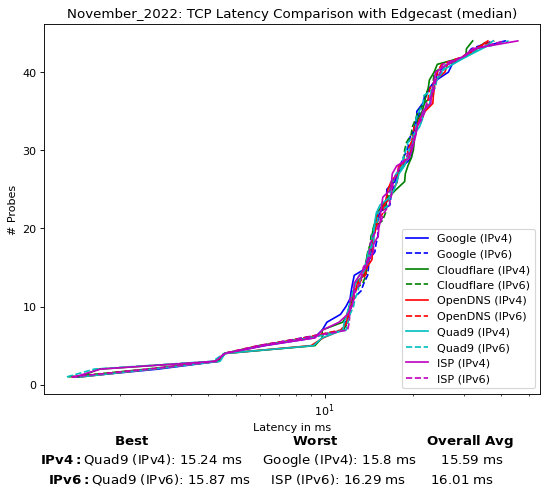 November_2022: TCP Latency Comparison with Edgecast (median)
40
30
20
10
0
# Probes
10^1
Latency in ms
Google (IPv4)
Google (IPv6)
Cloudflare (IPv4)
Cloudflare (IPv6)
OpenDNS (IPv4)
OpenDNS (IPv6)
Quad9 (IPv4)
Quad9 (IPv6)
ISP (IPv4)
ISP (IPv6)
Best Worst Overall Avg
IPv4: Quad9 (IPv4): 15.24 ms Google (IPv4): 15.8 ms 15.59 ms
IPv6: Quad9 (IPv6): 15.87 ms ISP (IPv6): 16.29 ms 16.01 ms